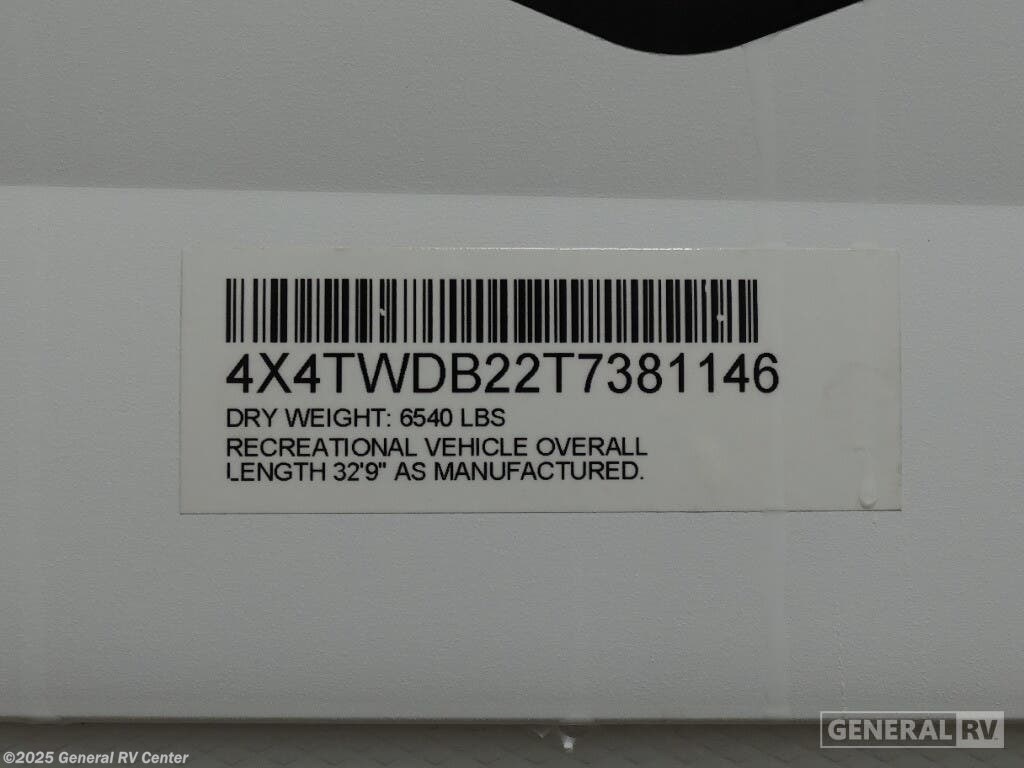 4X4TWDB22T7381146
DRY WEIGHT: 6540 LBS
RECREATIONAL VEHICLE OVERALL
LENGTH 32'9" AS MANUFACTURED.
GENERAL RV
©2025 General RV Center